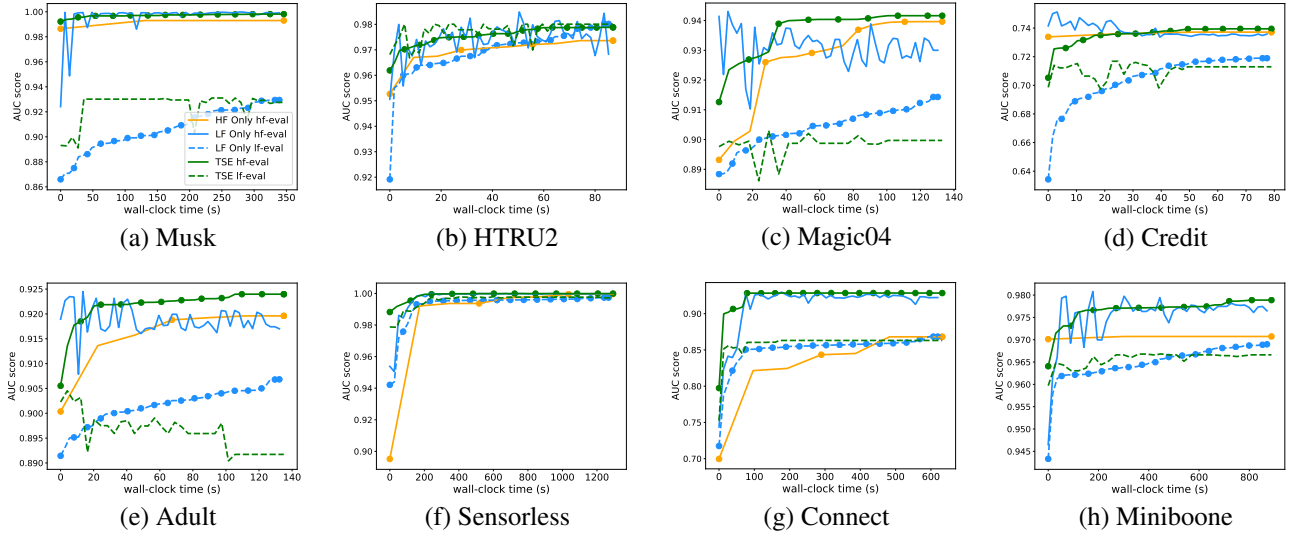 AUC score
1.00
0.98
0.96
0.94
0.92
0.90
0.88
0.86
0 50 100 150 200 250 300 350
wall-clock time (s)
HF Only hf-eval
LF Only hf-eval
LF Only lf-eval
TSE hf-eval
TSE lf-eval
(a) Musk
AUC score
0.98
0.97
0.96
0.95
0.94
0.93
0.92
0 20 40 60 80
wall-clock time (s)
(b) HTRU2
AUC score
0.94
0.93
0.92
0.91
0.90
0.89
0 20 40 60 80 100 120 140
wall-clock time (s)
(c) Magic04
AUC score
0.74
0.72
0.70
0.68
0.66
0.64
0 10 20 30 40 50 60 70 80
wall-clock time (s)
(d) Credit
AUC score
0.925
0.920
0.915
0.910
0.905
0.900
0.895
0.890
0 20 40 60 80 100 120 140
wall-clock time (s)
(e) Adult
AUC score
1.00
0.98
0.96
0.94
0.92
0.90
0 200 400 600 800 1000 1200
wall-clock time (s)
(f) Sensorless
AUC score
0.90
0.85
0.80
0.75
0.70
0 100 200 300 400 500 600
wall-clock time (s)
(g) Connect
AUC score
0.980
0.975
0.970
0.965
0.960
0.955
0.950
0.945
0 200 400 600 800
wall-clock time (s)
(h) Miniboone